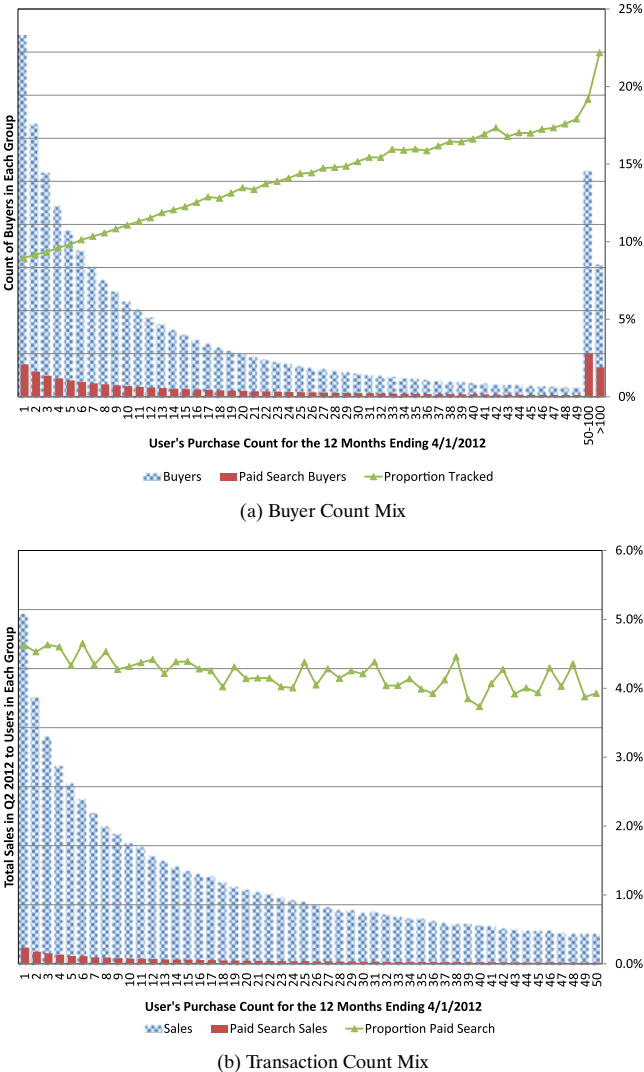 25%
20%
15%
10%
5%
0%
Count of Buyers in Each Group
1 2 3 4 5 6 7 8 9 10 11 12 13 14 15 16 17 18 19 20 21 22 23 24 25 26 27 28 29 30 31 32 33 34 35 36 37 38 39 40 41 42 43 44 45 46 47 48 49 50-100 >100
User's Purchase Count for the 12 Months Ending 4/1/2012
Buyers Paid Search Buyers Proportion Tracked
(a) Buyer Count Mix
6.0%
5.0%
4.0%
3.0%
2.0%
1.0%
0.0%
Total Sales in Q2 2012 to Users in Each Group
1 2 3 4 5 6 7 8 9 10 11 12 13 14 15 16 17 18 19 20 21 22 23 24 25 26 27 28 29 30 31 32 33 34 35 36 37 38 39 40 41 42 43 44 45 46 47 48 49 50
User's Purchase Count for the 12 Months Ending 4/1/2012
Sales Paid Search Sales Proportion Paid Search
(b) Transaction Count Mix